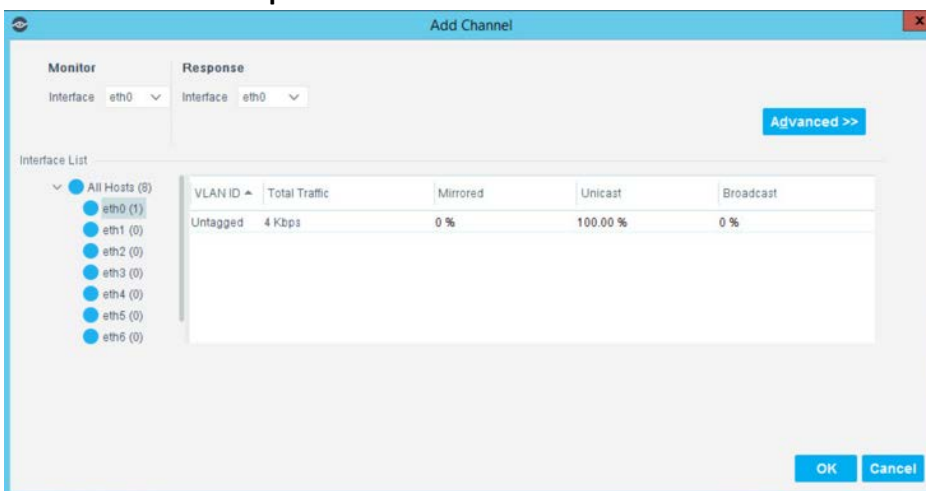 Add Channel
x
Monitor
Response
Interface eth0
Interface eth0
Advanced >>
Interface List
All Hosts (8)
eth0 (1)
eth1 (0)
eth2 (0)
eth3 (0)
eth4 (0)
eth5 (0)
eth6 (0)
VLAN ID Total Traffic Mirrored Unicast Broadcast
Untagged 4 Kbps 0 % 100.00 % 0 %
OK Cancel